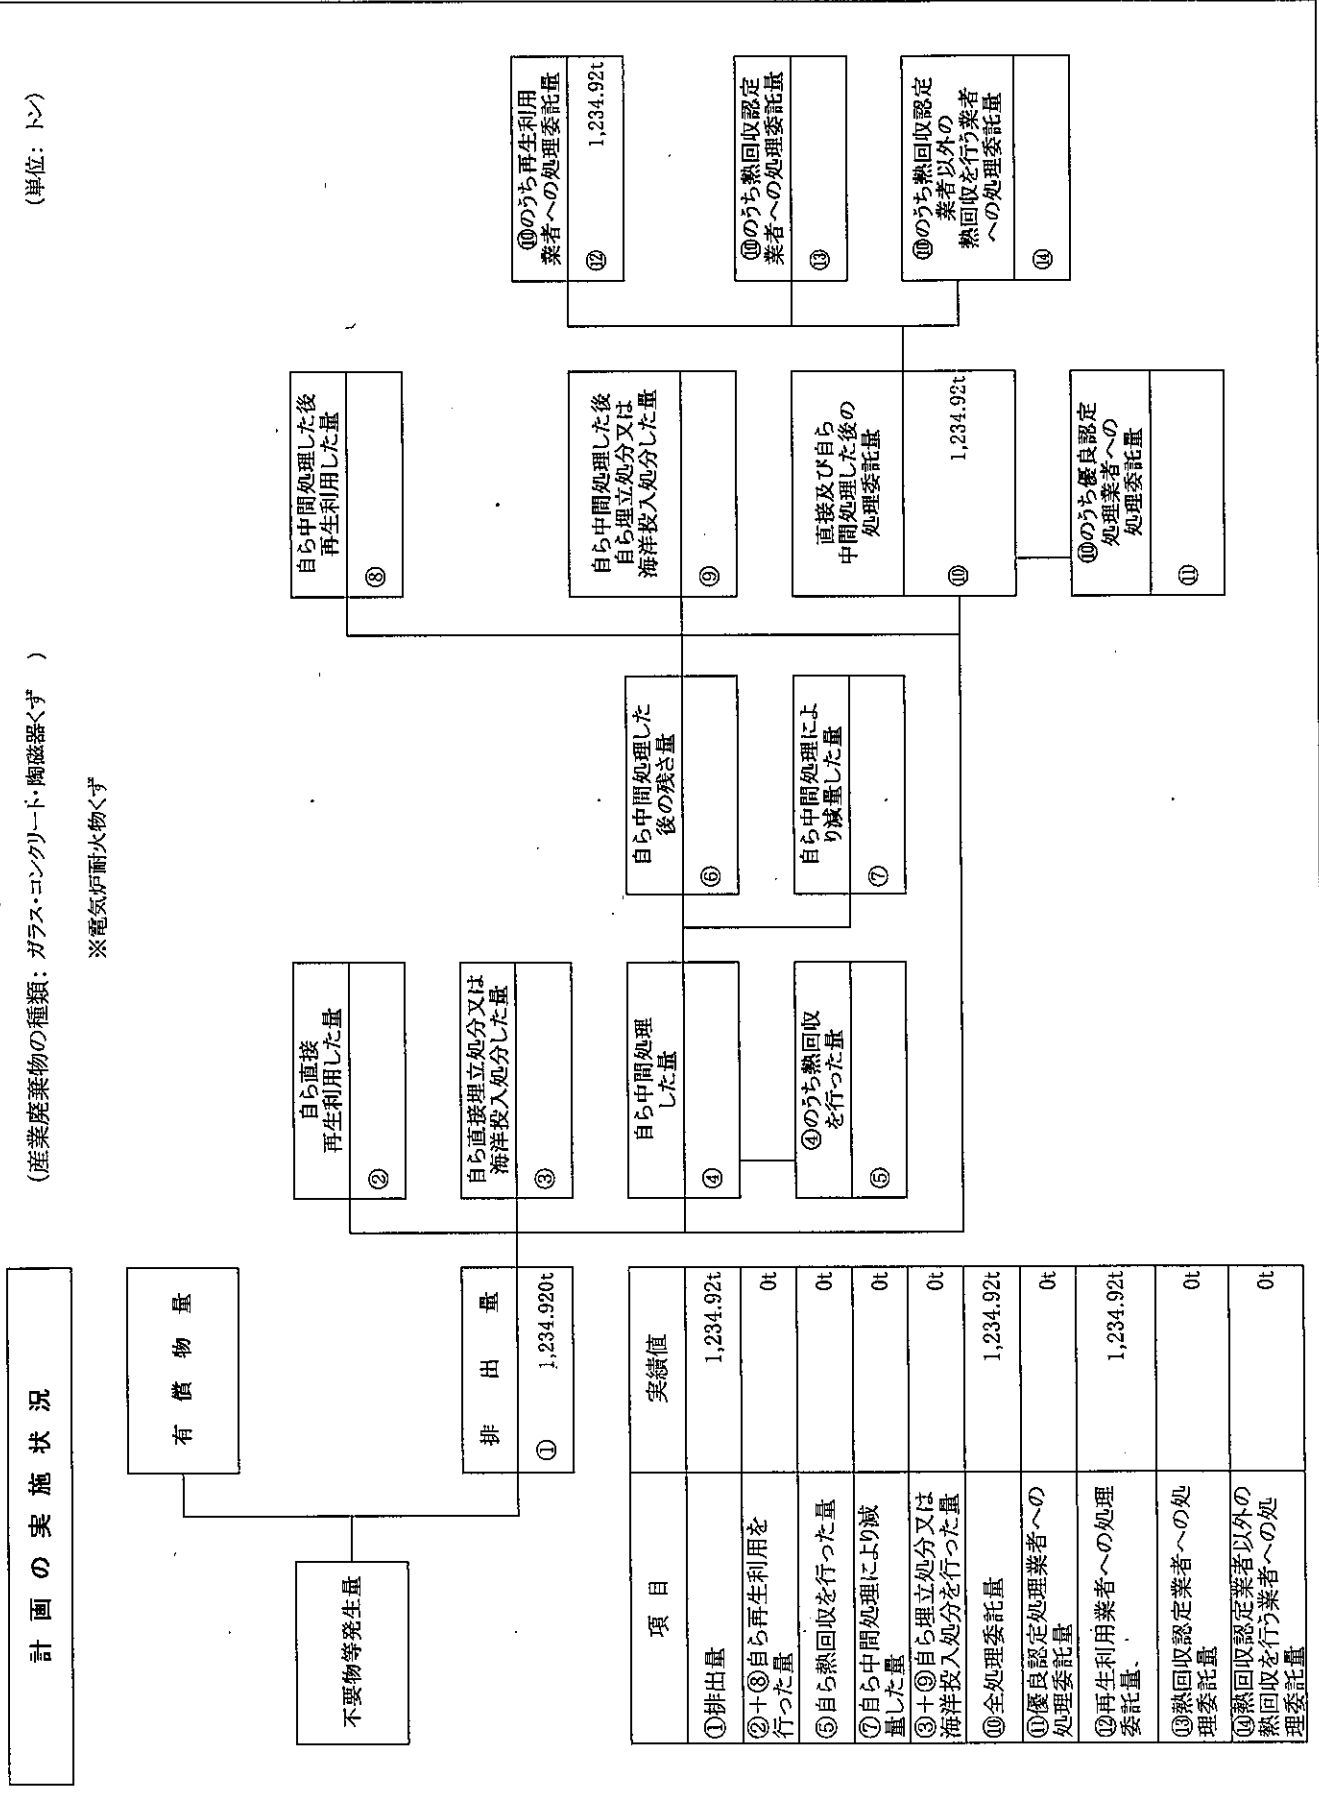 計画の実施状況
(産業廃棄物の種類: ガラス・コンクリート・陶磁器くず )
(単位: トン)
※電気炉耐火物くず
有償物量
不要物等発生量
排出量
① 1,234.920t
自ら直接
再生利用した量
②
自ら直接埋立処分又は
海洋投入処分した量
③
自ら中間処理
した量
④
④のうち熱回収
を行った量
⑤
自ら中間処理した
後の残さ量
⑥
自ら中間処理によ
り減量した量
⑦
自ら中間処理した後
再生利用した量
⑧
自ら中間処理した後
自ら埋立処分又は
海洋投入処分した量
⑨
直接及び自ら
中間処理した後の
処理委託量
⑩ 1,234.92t
⑩のうち優良認定
処理業者への
処理委託量
⑪
⑩のうち再生利用
業者への処理委託量
⑫ 1,234.92t
⑩のうち熱回収認定
業者への処理委託量
⑬
⑩のうち熱回収認定
業者以外の
熱回収を行う業者
への処理委託量
⑭
項目 実績値
①排出量 1,234.92t
②+⑧自ら再生利用を
行った量 0t
⑤自ら熱回収を行った量 0t
⑦自ら中間処理により減
量した量 0t
③+⑨自ら埋立処分又は
海洋投入処分を行った量 0t
⑩全処理委託量 1,234.92t
⑪優良認定処理業者への
処理委託量 0t
⑫再生利用業者への処理
委託量、 1,234.92t
⑬熱回収認定業者への処
理委託量 0t
⑭熱回収認定業者以外の
熱回収を行う業者への処
理委託量 0t